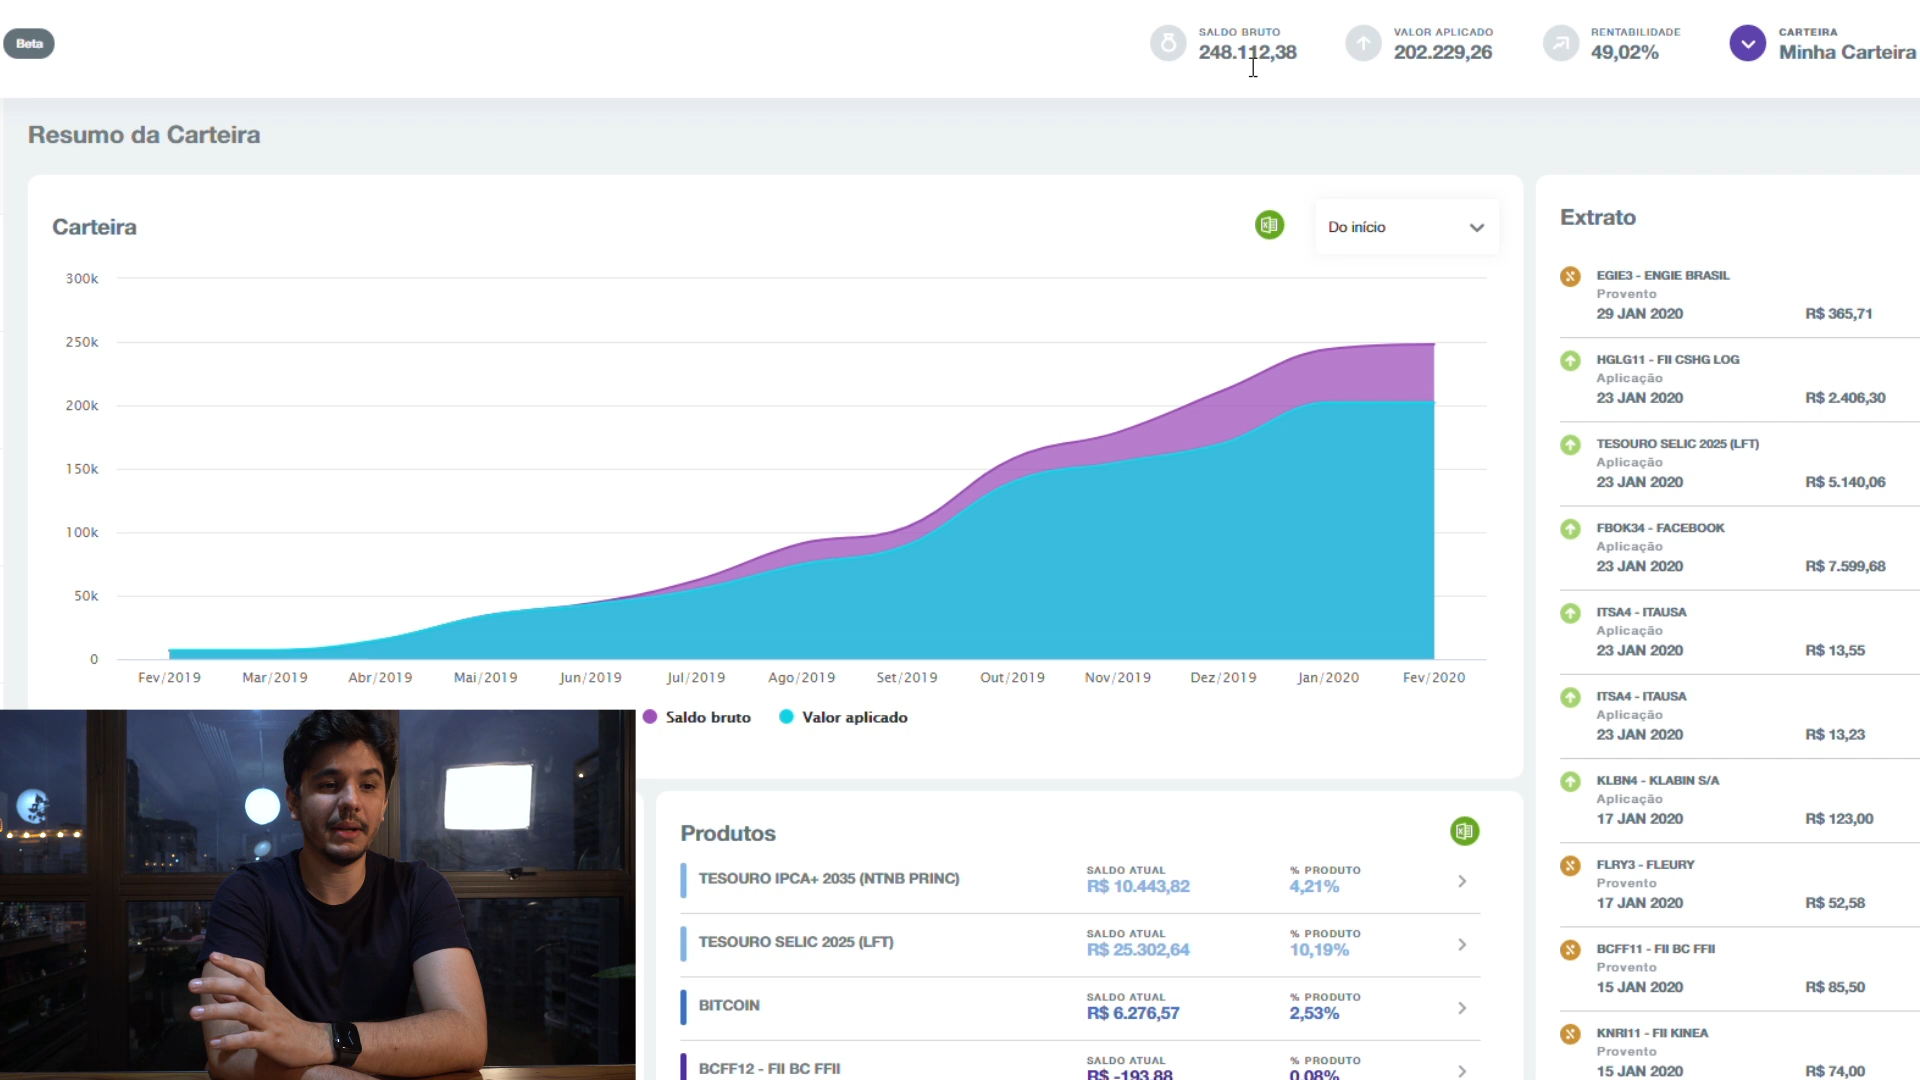 Beta
SALDO BRUTO
248.112,38
VALOR APLICADO
202.229,26
RENTABILIDADE
49,02%
CARTEIRA
Minha Carteira
Resumo da Carteira
Carteira
Do início
300k
250k
200k
150k
100k
50k
0
Fev/2019 Mar/2019 Abr/2019 Mai/2019 Jun/2019 Jul/2019 Ago/2019 Set/2019 Out/2019 Nov/2019 Dez/2019 Jan/2020 Fev/2020
Saldo bruto Valor aplicado
Produtos
TESOURO IPCA+ 2035 (NTNB PRINC)
SALDO ATUAL
R$ 10.443,82
% PRODUTO
4,21%
TESOURO SELIC 2025 (LFT)
SALDO ATUAL
R$ 25.302,64
% PRODUTO
10,19%
BITCOIN
SALDO ATUAL
R$ 6.276,57
% PRODUTO
2,53%
BCFF12 - FII BC FFII
SALDO ATUAL
R$ -193,88
% PRODUTO
0,08%
Extrato
EGIE3 - ENGIE BRASIL
Provento
29 JAN 2020 R$ 365,71
HGLG11 - FII CSHG LOG
Aplicação
23 JAN 2020 R$ 2.406,30
TESOURO SELIC 2025 (LFT)
Aplicação
23 JAN 2020 R$ 5.140,06
FBOK34 - FACEBOOK
Aplicação
23 JAN 2020 R$ 7.599,68
ITSA4 - ITAUSA
Aplicação
23 JAN 2020 R$ 13,55
ITSA4 - ITAUSA
Aplicação
23 JAN 2020 R$ 13,23
KLBN4 - KLABIN S/A
Aplicação
17 JAN 2020 R$ 123,00
FLRY3 - FLEURY
Provento
17 JAN 2020 R$ 52,58
BCFF11 - FII BC FFII
Provento
15 JAN 2020 R$ 85,50
KNRI11 - FII KINEA
Provento
15 JAN 2020 R$ 74,00